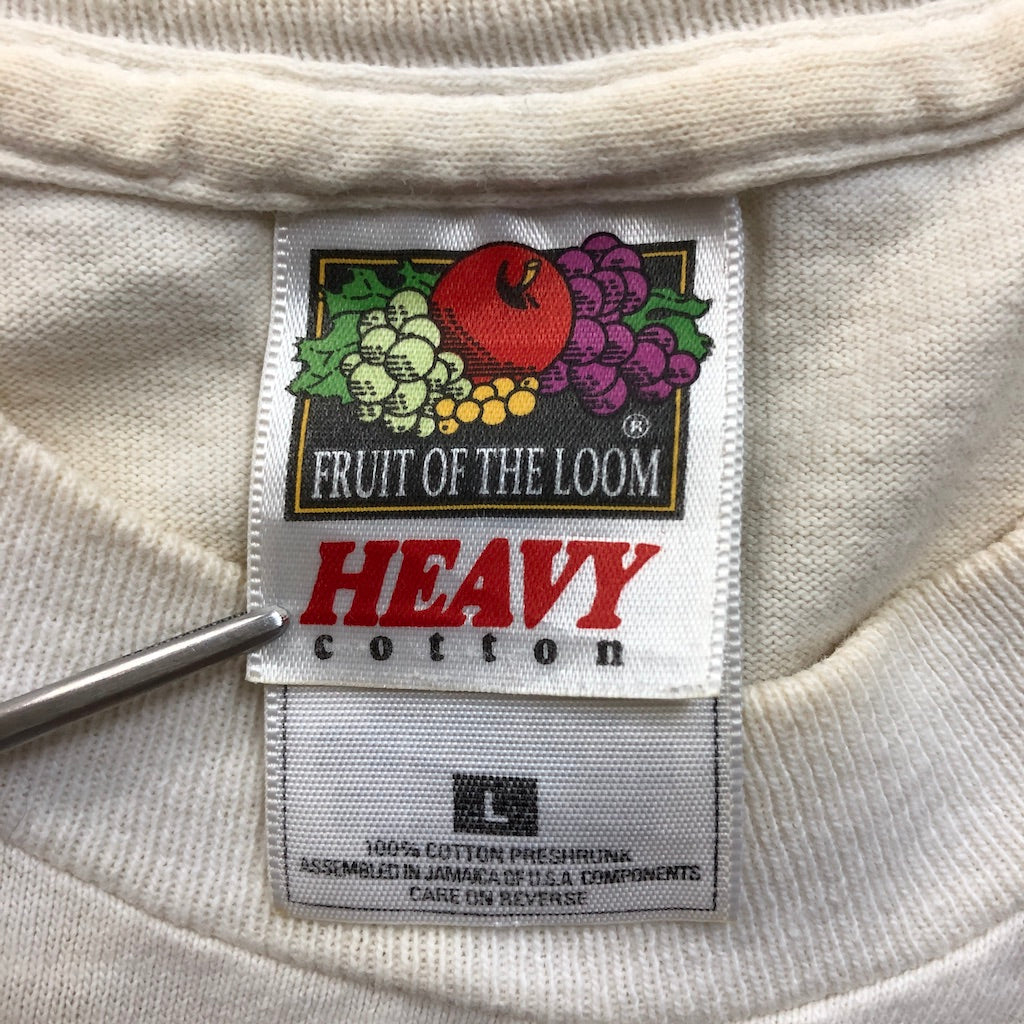 ®
FRUIT OF THE LOOM
HEAVY
cotton
L
100% COTTON PRESHRUNK
ASSEMBLED IN JAMAICA OF U.S.A. COMPONENTS
CARE ON REVERSE